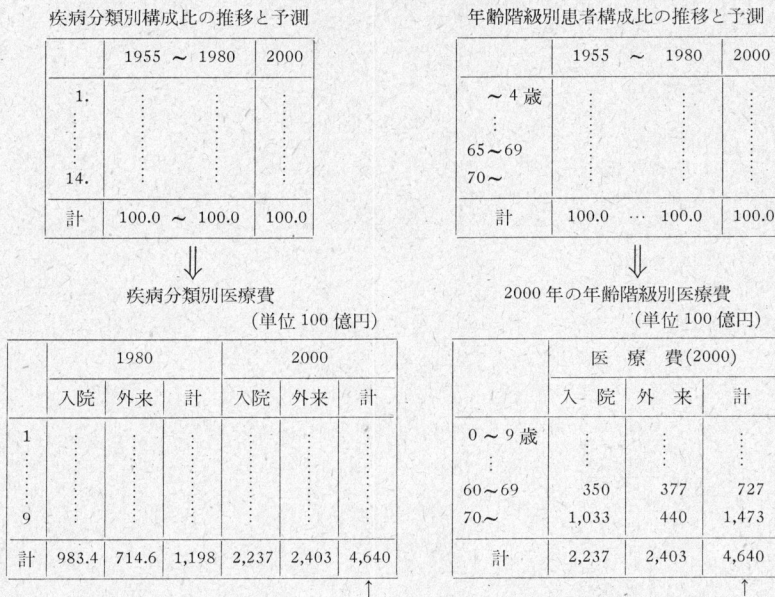 疾病分類別構成比の推移と予測
1955 ~ 1980 2000
1.
14.
計 100.0 ~ 100.0 100.0
⇓
疾病分類別医療費
(単位 100 億円)
1980 2000
入院 外来 計 入院 外来 計
1
9
計 983.4 714.6 1,198 2,237 2,403 4,640
↑
年齢階級別患者構成比の推移と予測
1955 ~ 1980 2000
~ 4 歳
65~69
70~
計 100.0 … 100.0 100.0
⇓
2000 年の年齢階級別医療費
(単位 100 億円)
医 療 費(2000)
入 院 外 来 計
0 ~ 9 歳
60~69 350 377 727
70~ 1,033 440 1,473
計 2,237 2,403 4,640
↑